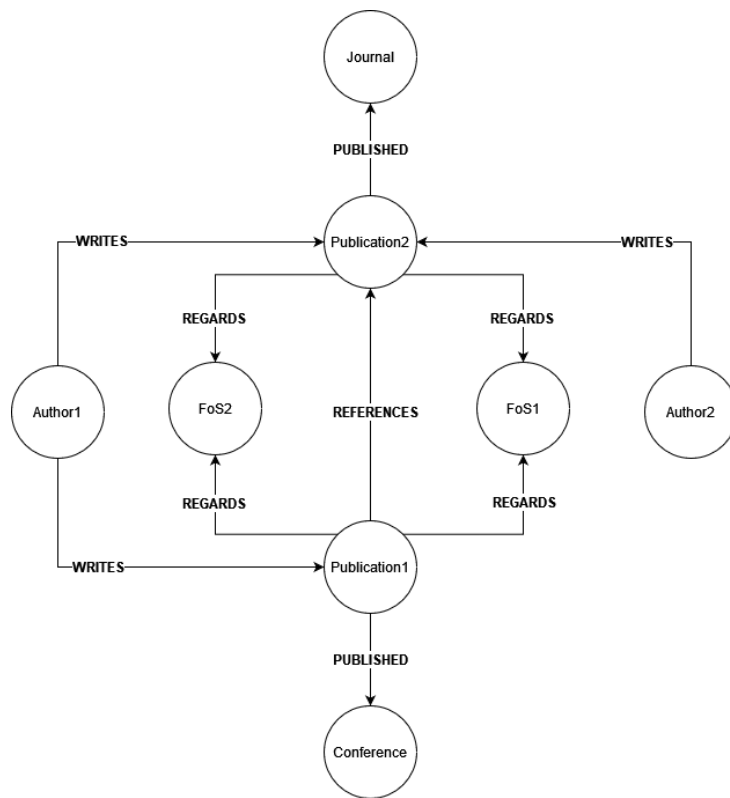 Journal
PUBLISHED
WRITES
Publication2
WRITES
REGARDS
REGARDS
Author1
FoS2
REFERENCES
FoS1
Author2
REGARDS
REGARDS
WRITES
Publication1
PUBLISHED
Conference